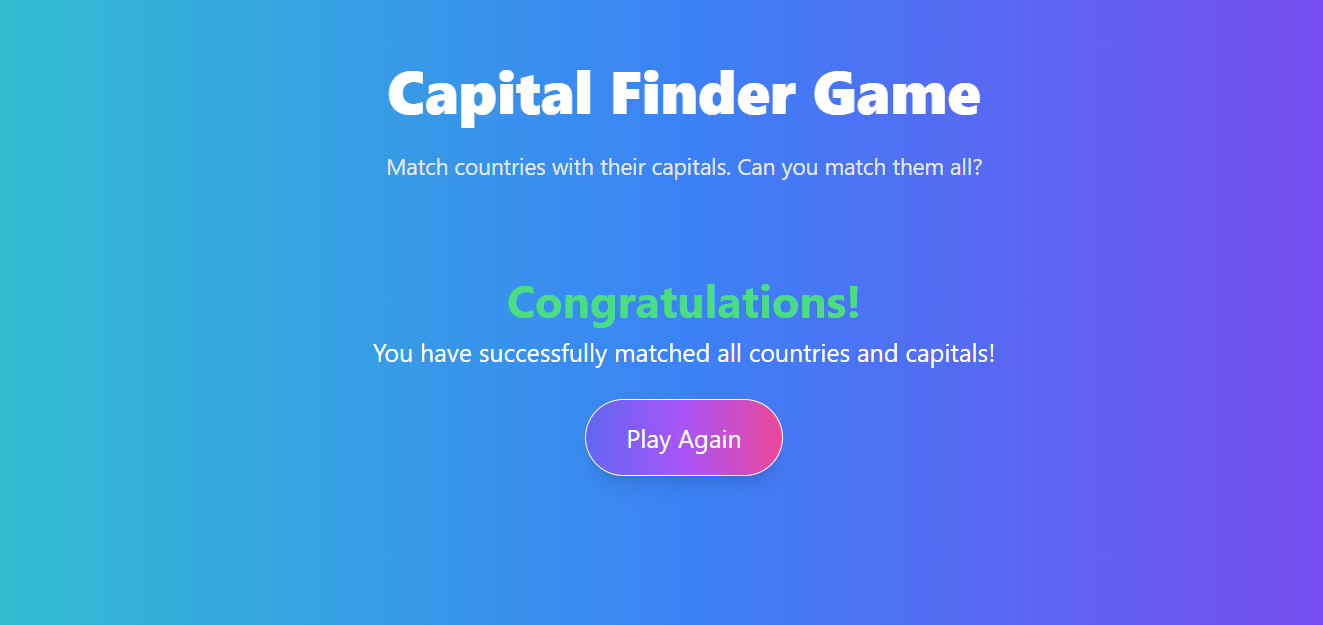 Capital Finder Game
Match countries with their capitals. Can you match them all?
Congratulations!
You have successfully matched all countries and capitals!
Play Again